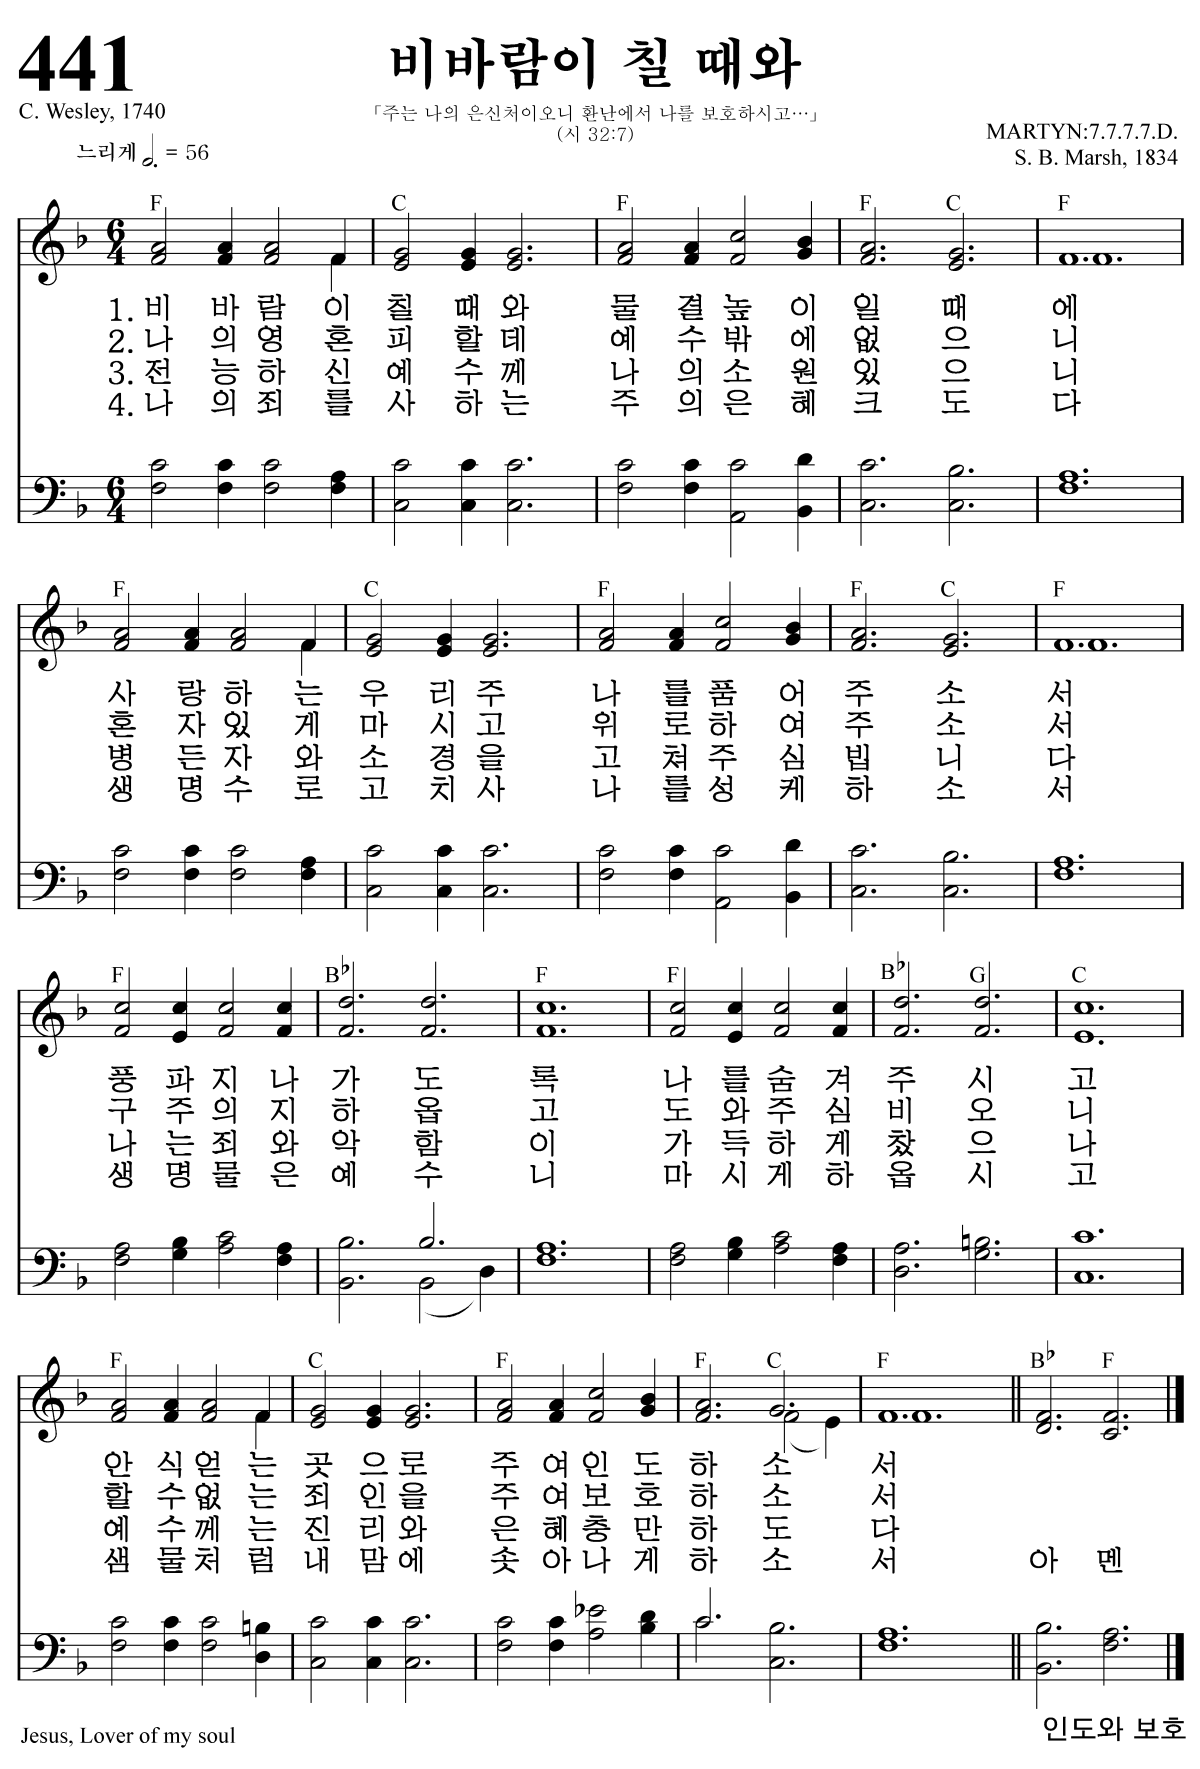 441
비바람이 칠 때와
C. Wesley, 1740
「주는 나의 은신처이오니 환난에서 나를 보호하시고…」
(시 32:7)
MARTYN:7.7.7.7.D.
느리게 = 56
S. B. Marsh, 1834
F C F F C F
6 4
1. 비 바 람 이 칠 때 와 물 결 높 이 일 때 에
2. 나 의 영 혼 피 할 데 예 수 밖 에 없 으 니
3. 전 능 하 신 예 수 께 나 의 소 원 있 으 니
4. 나 의 죄 를 사 하 는 주 의 은 혜 크 도 다
6 4
F C F F C F
사 랑 하 는 우 리 주 나 를 품 어 주 소 서
혼 자 있 게 마 시 고 위 로 하 여 주 소 서
병 든 자 와 소 경 을 고 쳐 주 심 빕 니 다
생 명 수 로 고 치 사 나 를 성 케 하 소 서
F B♭ F F B♭ G C
풍 파 지 나 가 도 록 나 를 숨 겨 주 시 고
구 주 의 지 하 옵 고 도 와 주 심 비 오 니
나 는 죄 와 악 함 이 가 득 하 게 찼 으 나
생 명 물 은 예 수 니 마 시 게 하 옵 시 고
F C F F C F B♭ F
안 식 얻 는 곳 으 로 주 여 인 도 하 소 서
할 수 없 는 죄 인 을 주 여 보 호 하 소 서
예 수 께 는 진 리 와 은 혜 충 만 하 도 다
샘 물 처 럼 내 맘 에 솟 아 나 게 하 소 서 아 멘
Jesus, Lover of my soul
인도와 보호